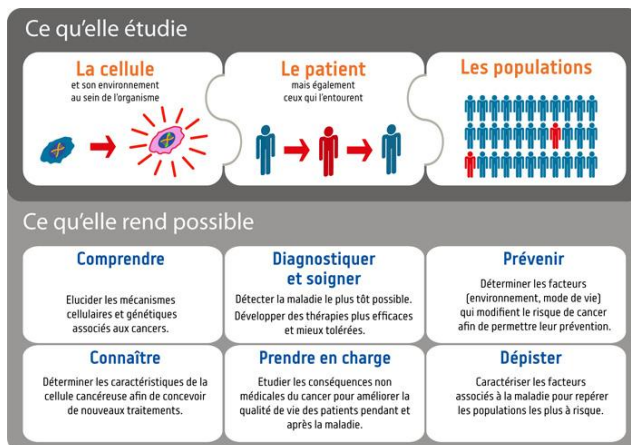 Ce qu'elle étudie
La cellule
et son environnement
au sein de l'organisme
Le patient
mais également
ceux qui l'entourent
Les populations
Ce qu'elle rend possible
Comprendre
Elucider les mécanismes
cellulaires et génétiques
associés aux cancers.
Diagnostiquer
et soigner
Détecter la maladie le plus tôt possible.
Développer des thérapies plus efficaces
et mieux tolérées.
Prévenir
Déterminer les facteurs
(environnement, mode de vie)
qui modifient le risque de cancer
afin de permettre leur prévention.
Connaître
Déterminer les caractéristiques de la
cellule cancéreuse afin de concevoir
de nouveaux traitements.
Prendre en charge
Etudier les conséquences non
médicales du cancer pour améliorer la
qualité de vie des patients pendant et
après la maladie.
Dépister
Caractériser les facteurs
associés à la maladie pour repérer
les populations les plus à risque.